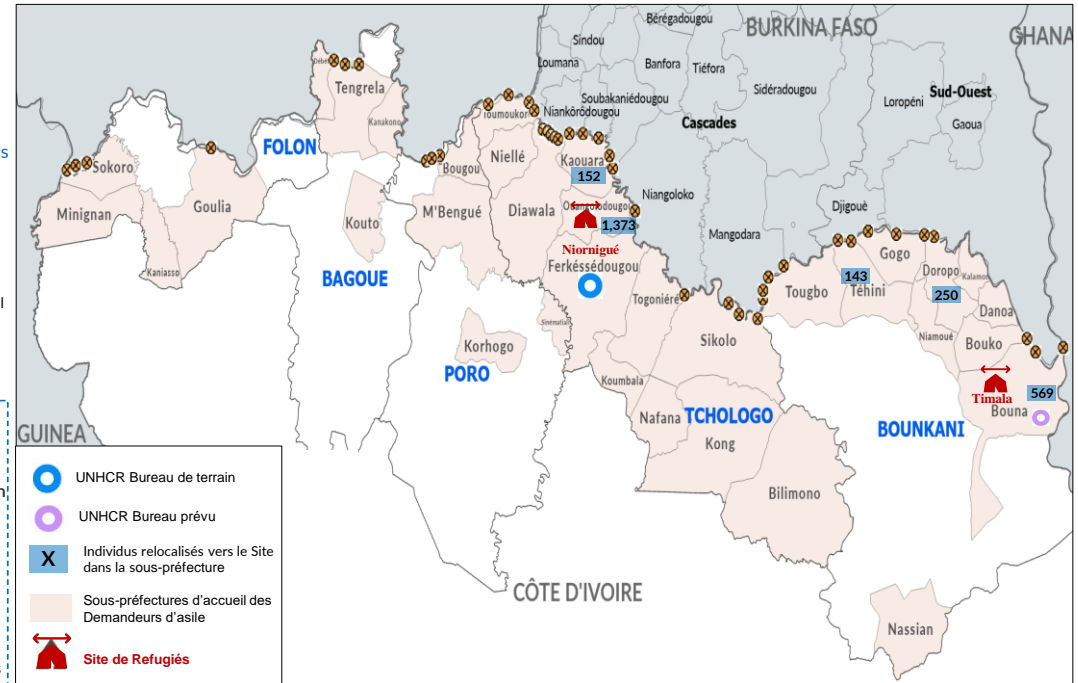 BURKINA FASO
GHANA
Bérégadougou
Sindou
Loumana
Banfora
Tiéfora
Sidéradougou
Soubakaniédougou
Niankôrôdougou
Cascades
Loropéni
Sud-Ouest
Gaoua
Tengrela
Kanakono
FOLON
Sokoro
Minignan
Goulia
Kaniasso
Kouto
BAGOUE
Bougou
M'Bengué
Niellé
Diawala
Kaouara
152
1,373
Niornigué
Ferkéssédougou
Niangoloko
Mangodara
Djigouè
Togoniéré
Korhogo
PORO
Sikolo
Koumbala
Nafana
TCHOLOGO
Kong
Bilimono
Tougbo
143
Téhini
Gogo
Doropo
250
Kalamon
Danoa
Niamoué
Bouko
Timala
569
Bouna
BOUNKANI
Nassian
GUINEA
CÔTE D'IVOIRE
UNHCR Bureau de terrain
UNHCR Bureau prévu
X
Individus relocalisés vers le Site
dans la sous-préfecture
Sous-préfectures d'accueil des
Demandeurs d'asile
Site de Refugiés